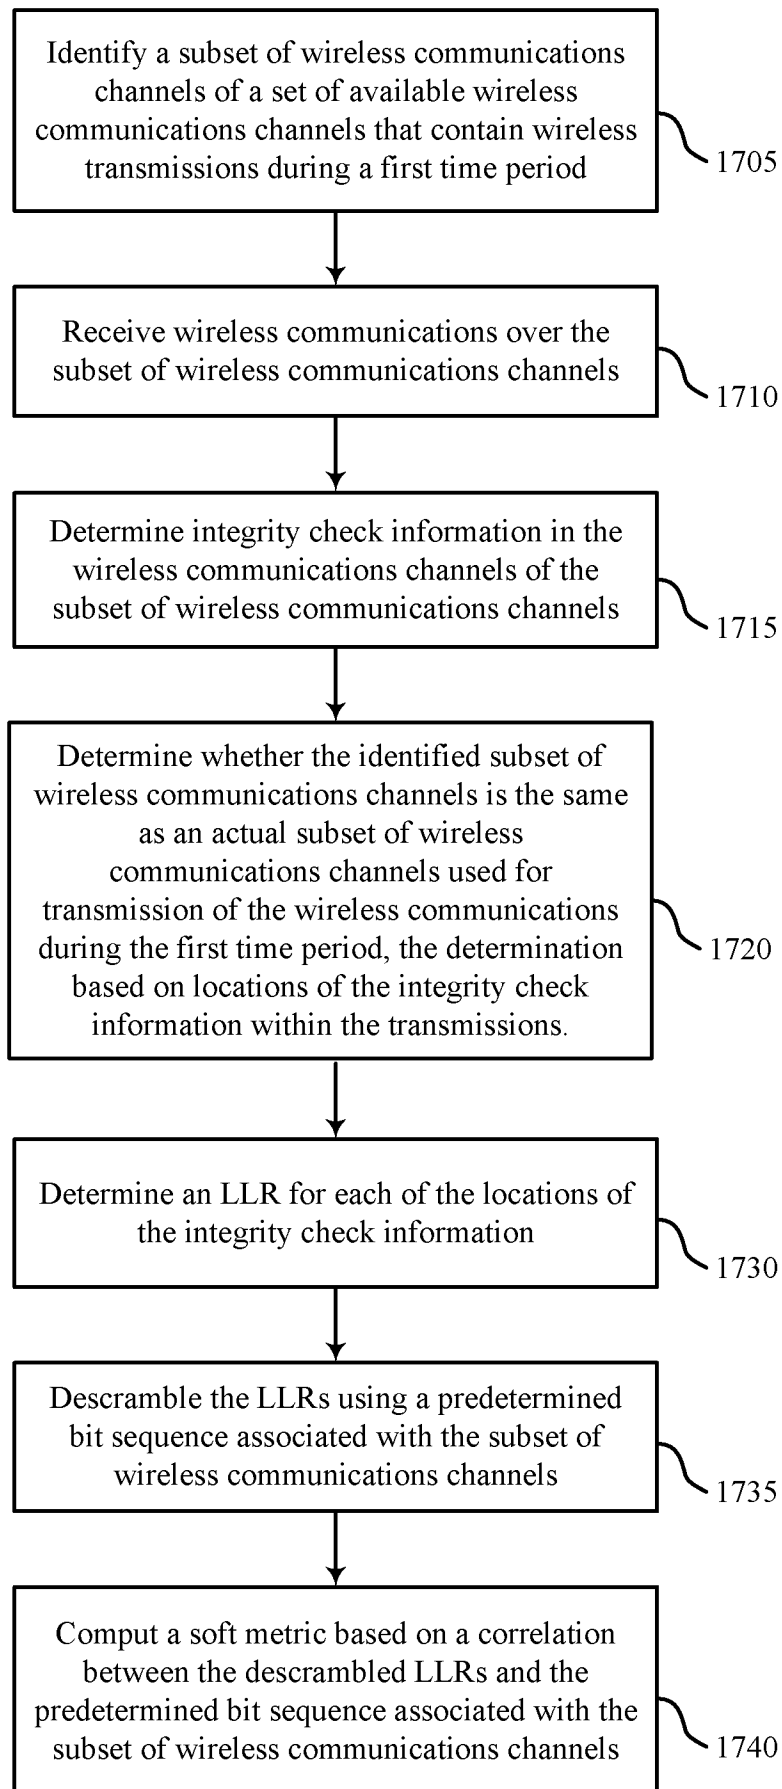 Identify a subset of wireless communications
channels of a set of available wireless
communications channels that contain wireless
transmissions during a first time period
1705
Receive wireless communications over the
subset of wireless communications channels
1710
Determine integrity check information in the
wireless communications channels of the
subset of wireless communications channels
1715
Determine whether the identified subset of
wireless communications channels is the same
as an actual subset of wireless
communications channels used for
transmission of the wireless communications
during the first time period, the determination
based on locations of the integrity check
information within the transmissions.
1720
Determine an LLR for each of the locations of
the integrity check information
1730
Descramble the LLRs using a predetermined
bit sequence associated with the subset of
wireless communications channels
1735
Comput a soft metric based on a correlation
between the descrambled LLRs and the
predetermined bit sequence associated with the
subset of wireless communications channels
1740